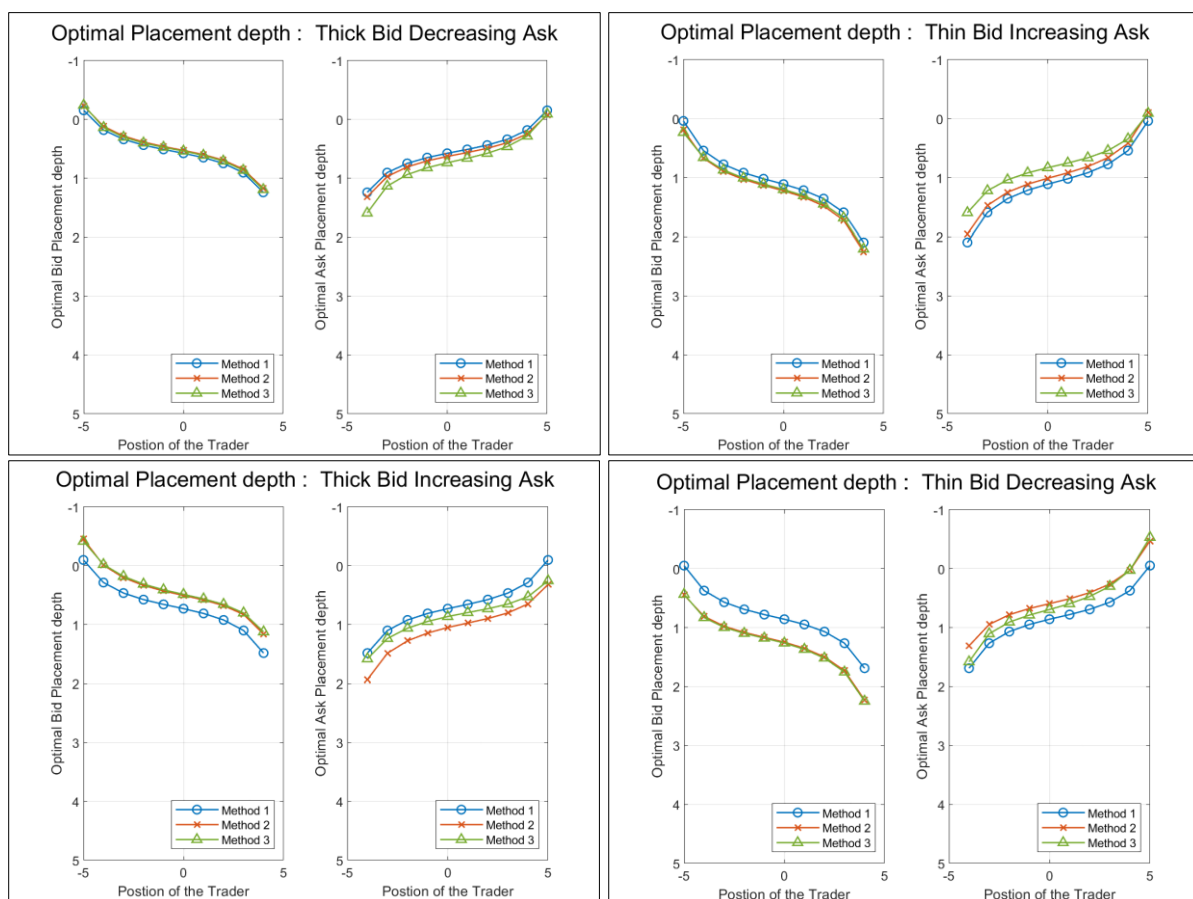 Optimal Placement depth : Thick Bid Decreasing Ask
Optimal Bid Placement depth
-1
0
1
2
3
4
5
-5
0
5
Postion of the Trader
Method 1
Method 2
Method 3
Optimal Ask Placement depth
-1
0
1
2
3
4
5
-5
0
5
Postion of the Trader
Method 1
Method 2
Method 3
Optimal Placement depth : Thin Bid Increasing Ask
Optimal Bid Placement depth
-1
0
1
2
3
4
5
-5
0
5
Postion of the Trader
Method 1
Method 2
Method 3
Optimal Ask Placement depth
-1
0
1
2
3
4
5
-5
0
5
Postion of the Trader
Method 1
Method 2
Method 3
Optimal Placement depth : Thick Bid Increasing Ask
Optimal Bid Placement depth
-1
0
1
2
3
4
5
-5
0
5
Postion of the Trader
Method 1
Method 2
Method 3
Optimal Ask Placement depth
-1
0
1
2
3
4
5
-5
0
5
Postion of the Trader
Method 1
Method 2
Method 3
Optimal Placement depth : Thin Bid Decreasing Ask
Optimal Bid Placement depth
-1
0
1
2
3
4
5
-5
0
5
Postion of the Trader
Method 1
Method 2
Method 3
Optimal Ask Placement depth
-1
0
1
2
3
4
5
-5
0
5
Postion of the Trader
Method 1
Method 2
Method 3